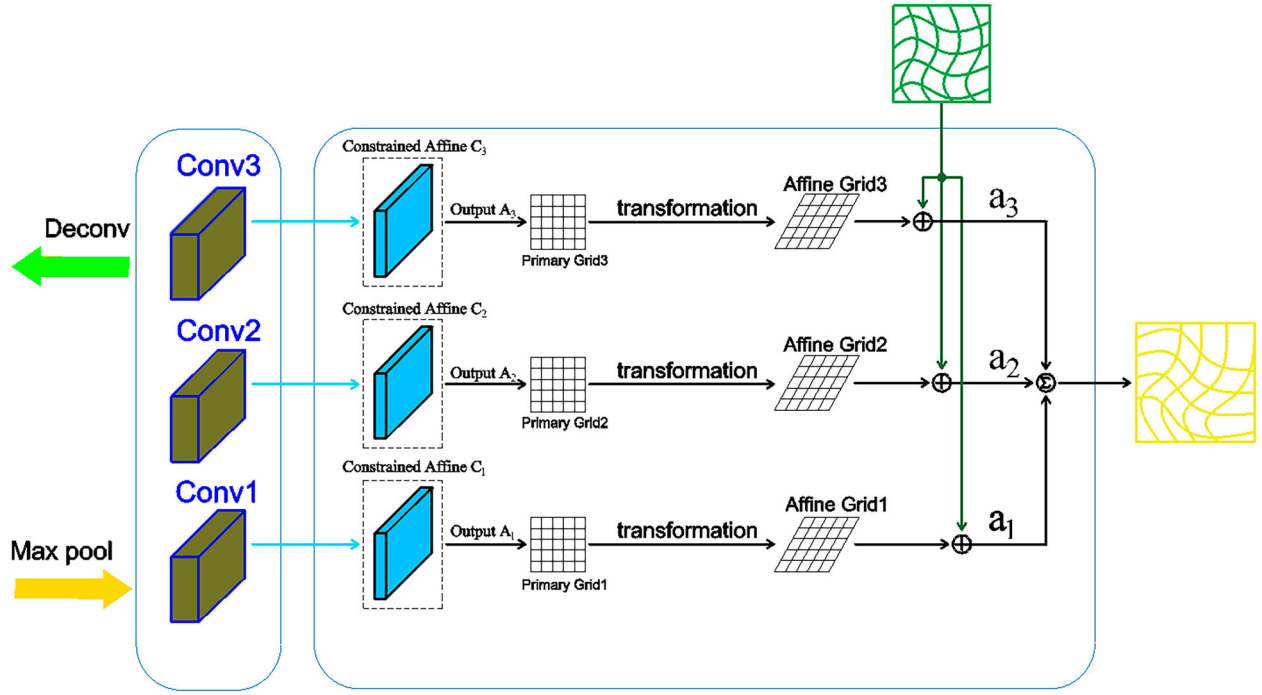 Conv3
Constrained Affine C3
Deconv
Output A3
Primary Grid3
transformation
Affine Grid3
a3
Conv2
Constrained Affine C2
Output A2
Primary Grid2
transformation
Affine Grid2
a2
Σ
Conv1
Constrained Affine C1
Max pool
Output A1
Primary Grid1
transformation
Affine Grid1
a1